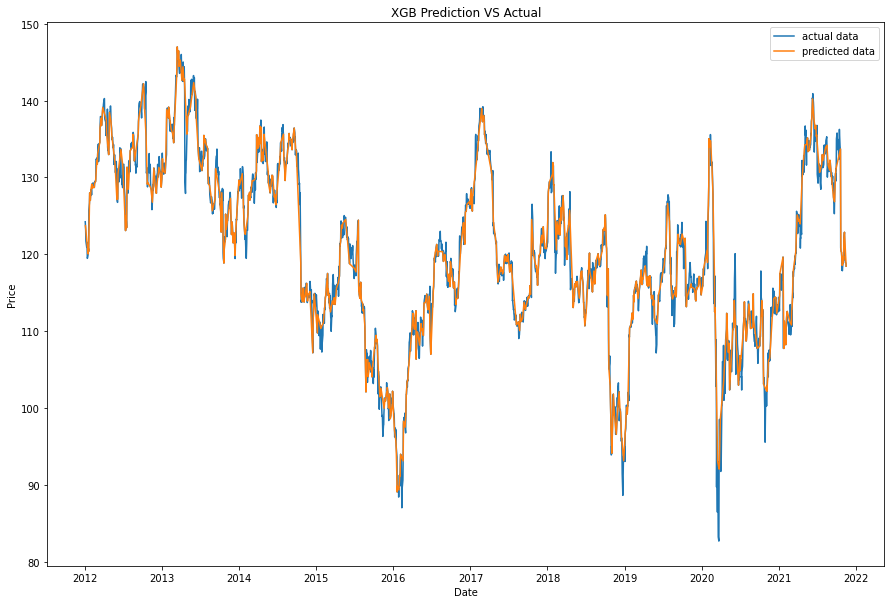 XGB Prediction VS Actual
actual data
predicted data
Price
150
140
130
120
110
100
90
80
2012 2013 2014 2015 2016 2017 2018 2019 2020 2021 2022
Date